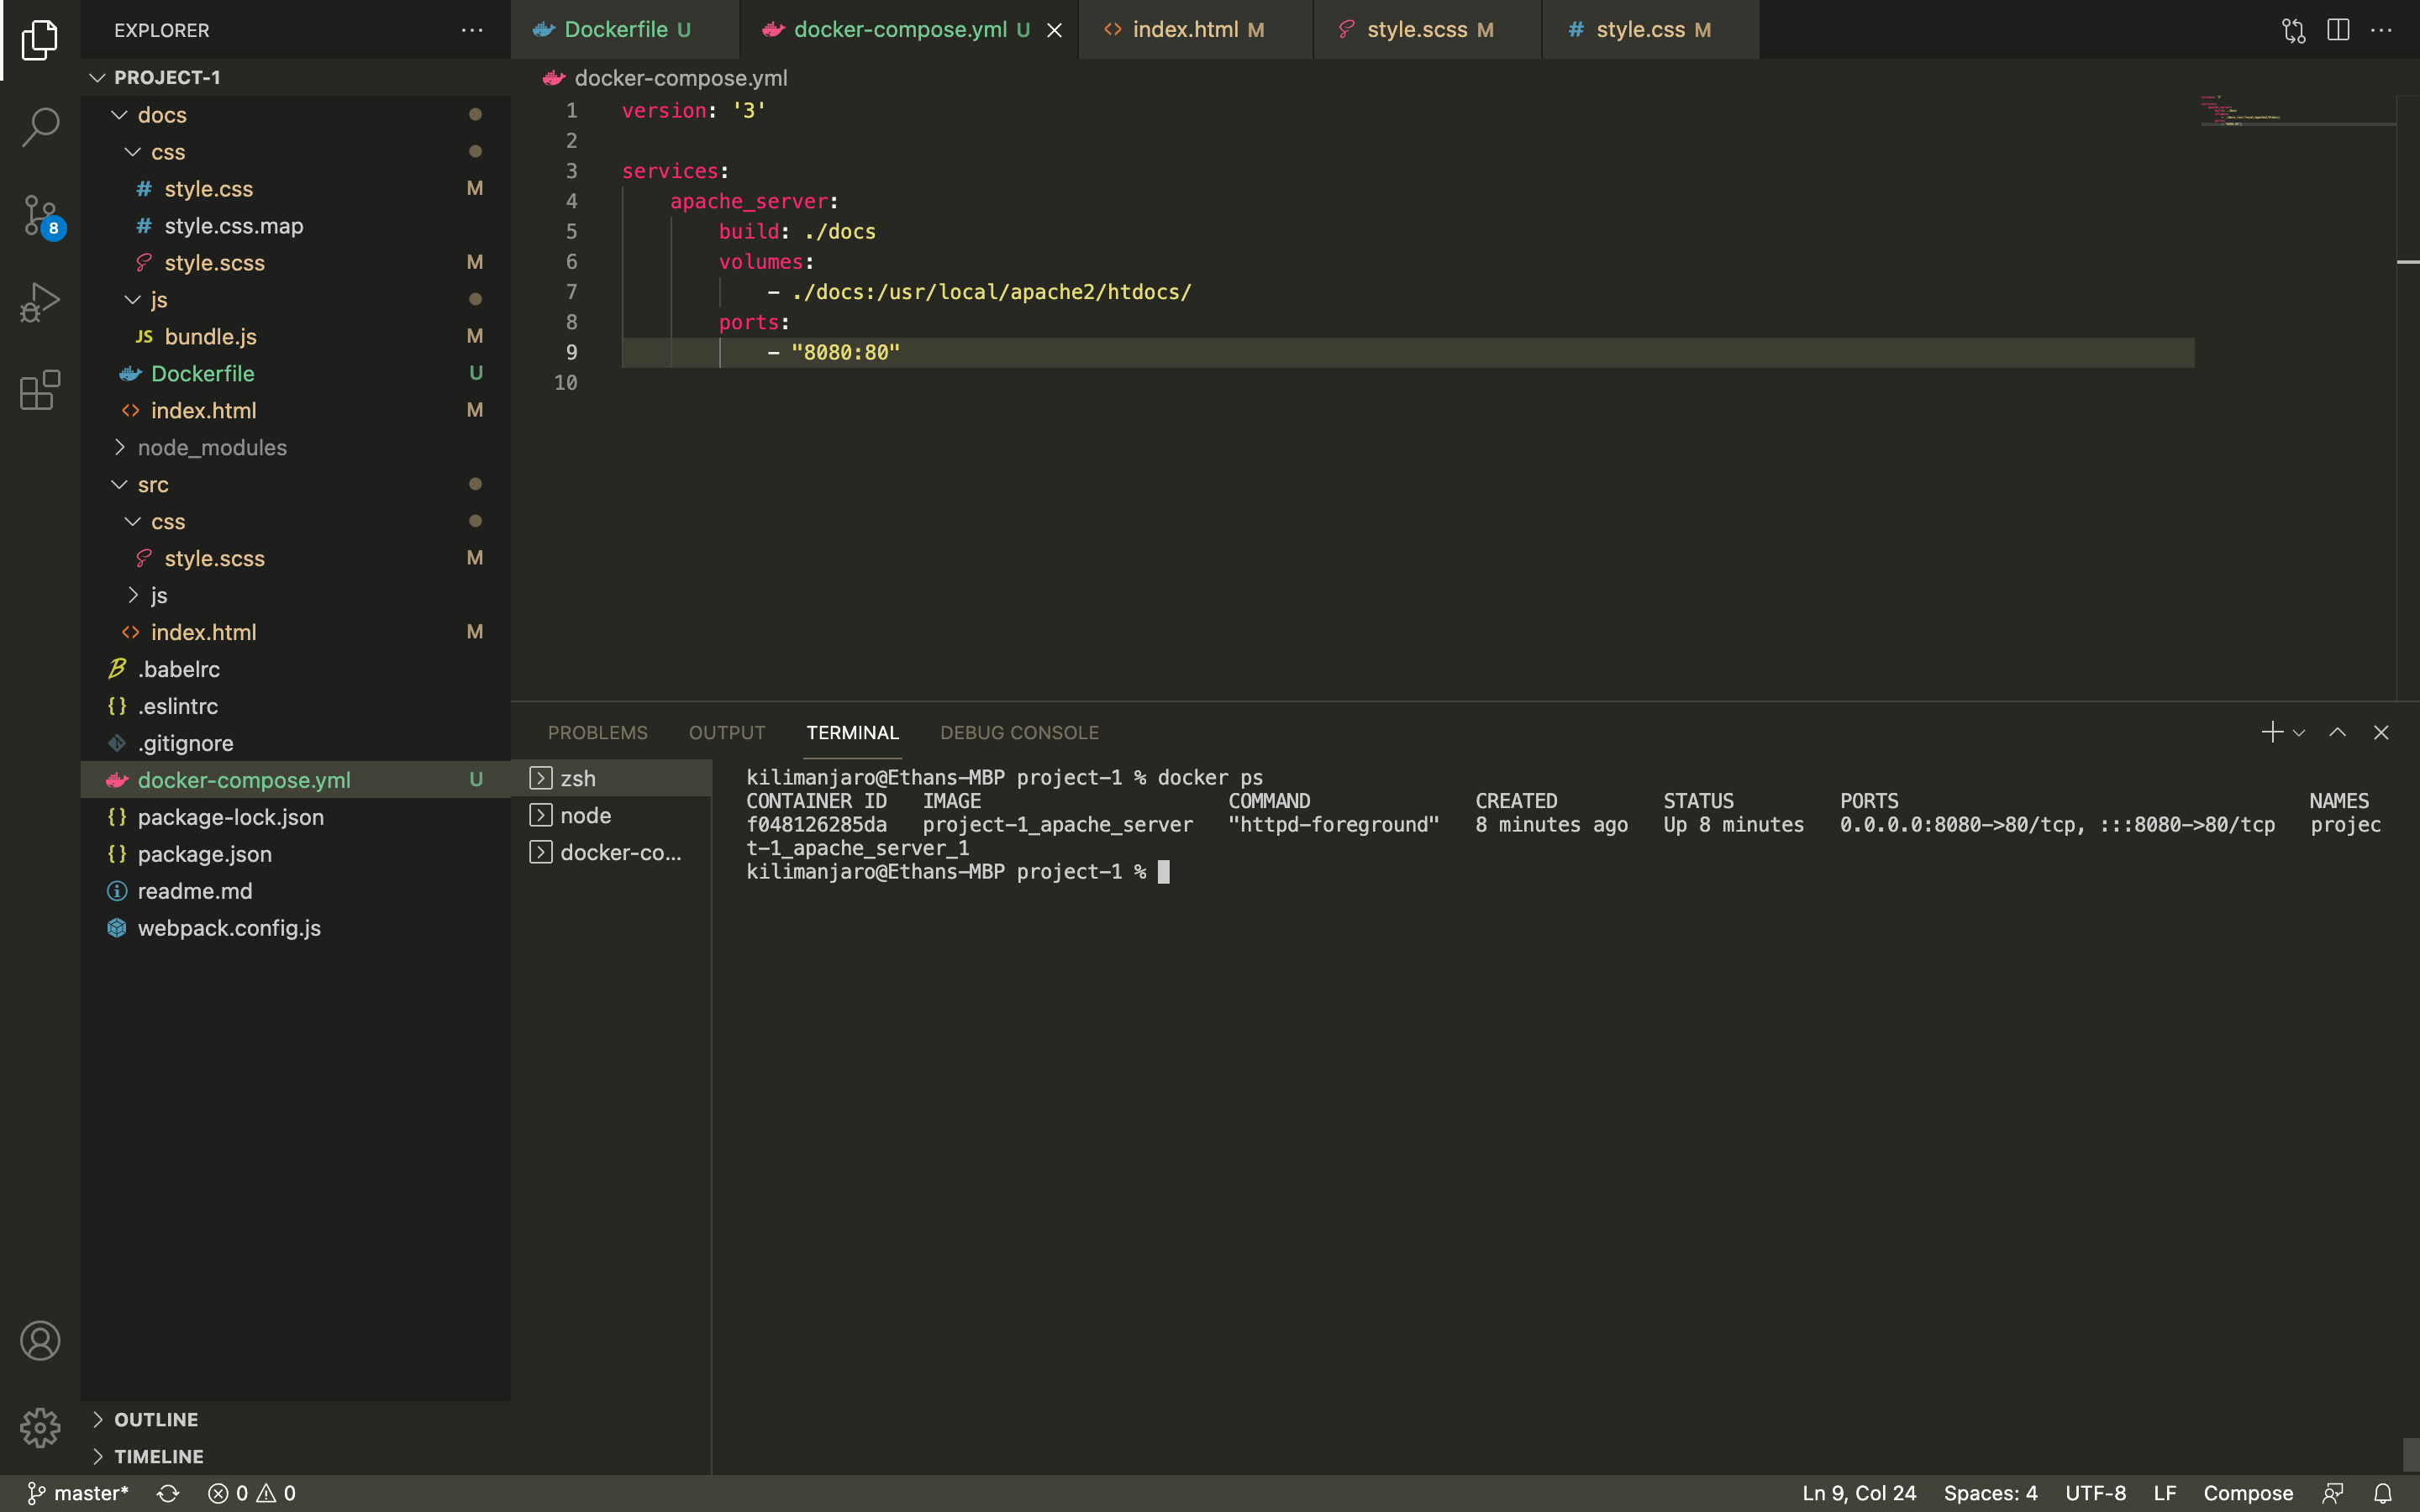 EXPLORER
PROJECT-1
docs
css
# style.css M
# style.css.map
style.scss M
js
JS bundle.js M
Dockerfile U
<> index.html M
node_modules
src
css
style.scss M
js
<> index.html M
.babelrc
{} .eslintrc
.gitignore
docker-compose.yml U
{} package-lock.json
{} package.json
readme.md
webpack.config.js
OUTLINE
TIMELINE
8
Dockerfile U docker-compose.yml U <> index.html M style.scss M # style.css M
docker-compose.yml
1 version: '3'
2
3 services:
4 apache_server:
5 build: ./docs
6 volumes:
7 - ./docs:/usr/local/apache2/htdocs/
8 ports:
9 - "8080:80"
10
PROBLEMS OUTPUT TERMINAL DEBUG CONSOLE
zsh
node
docker-co...
kilimanjaro@Ethans-MBP project-1 % docker ps
CONTAINER ID IMAGE COMMAND CREATED STATUS PORTS NAMES
f048126285da project-1_apache_server "httpd-foreground" 8 minutes ago Up 8 minutes 0.0.0.0:8080->80/tcp, :::8080->80/tcp projec
t-1_apache_server_1
kilimanjaro@Ethans-MBP project-1 %
master* 0 0 Ln 9, Col 24 Spaces: 4 UTF-8 LF Compose